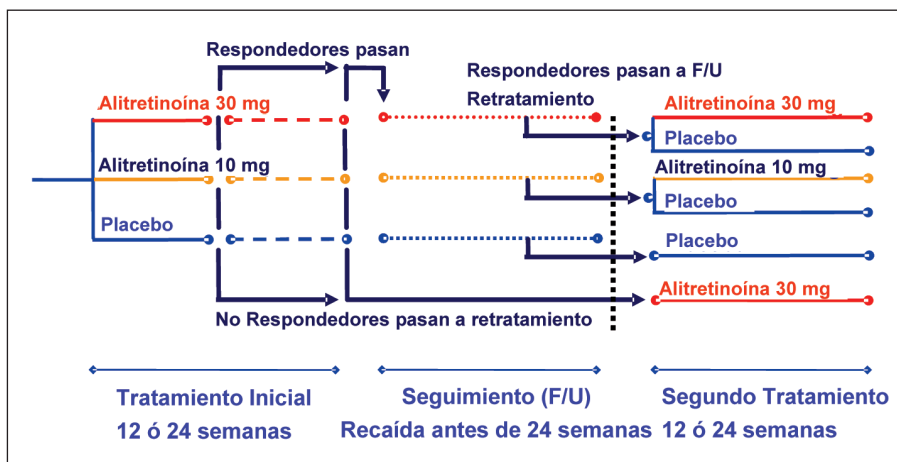 Respondedores pasan
Respondedores pasan a F/U
Retratamiento
Alitretinoína 30 mg
Alitretinoína 10 mg
Placebo
Alitretinoína 30 mg
Placebo
Alitretinoína 10 mg
Placebo
Placebo
Alitretinoína 30 mg
No Respondedores pasan a retratamiento
Tratamiento Inicial
12 ó 24 semanas
Seguimiento (F/U)
Recaída antes de 24 semanas
Segundo Tratamiento
12 ó 24 semanas